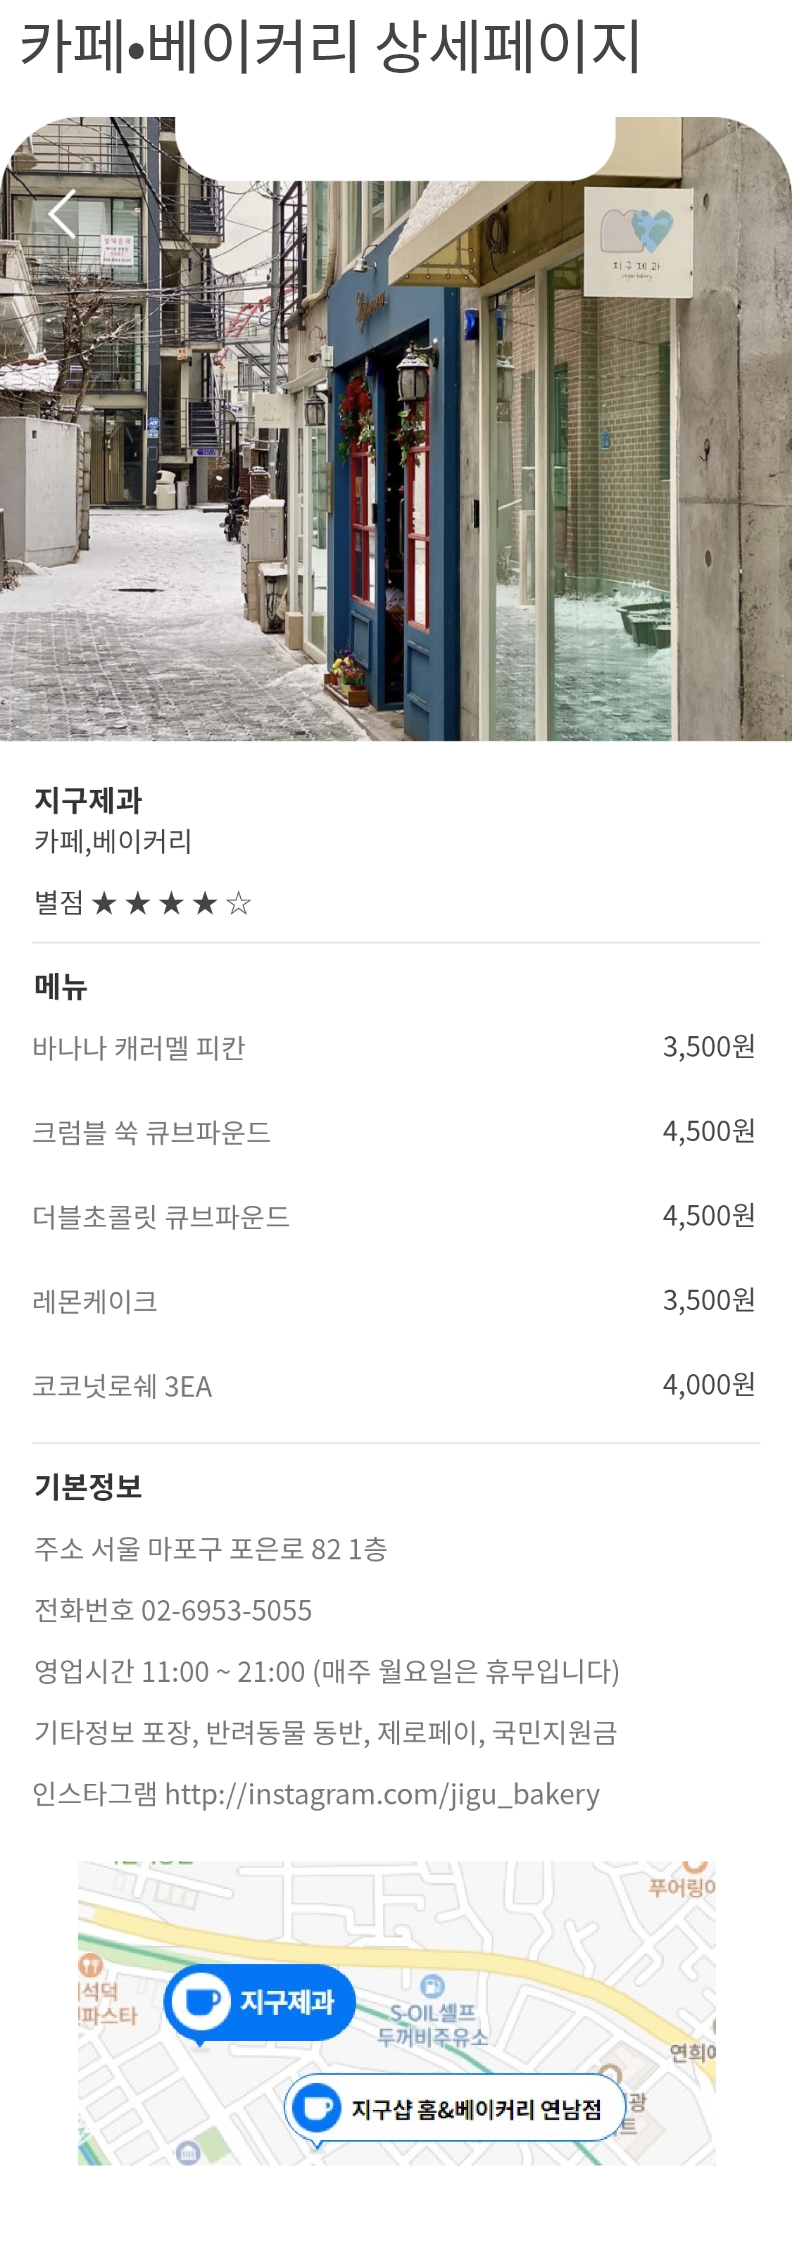 카페•베이커리 상세페이지
지구제과
vegan bakery
지구제과
카페,베이커리
별점 ★ ★ ★ ★ ☆
메뉴
바나나 캐러멜 피칸 3,500원
크럼블 쑥 큐브파운드 4,500원
더블초콜릿 큐브파운드 4,500원
레몬케이크 3,500원
코코넛로쉐 3EA 4,000원
기본정보
주소 서울 마포구 포은로 82 1층
전화번호 02-6953-5055
영업시간 11:00 ~ 21:00 (매주 월요일은 휴무입니다)
기타정보 포장, 반려동물 동반, 제로페이, 국민지원금
인스타그램 http://instagram.com/jigu_bakery
푸어링
석덕
파스타
지구제과
S-OIL셀프
두꺼비주유소
연희
지구샵 홈&베이커리 연남점
광
트